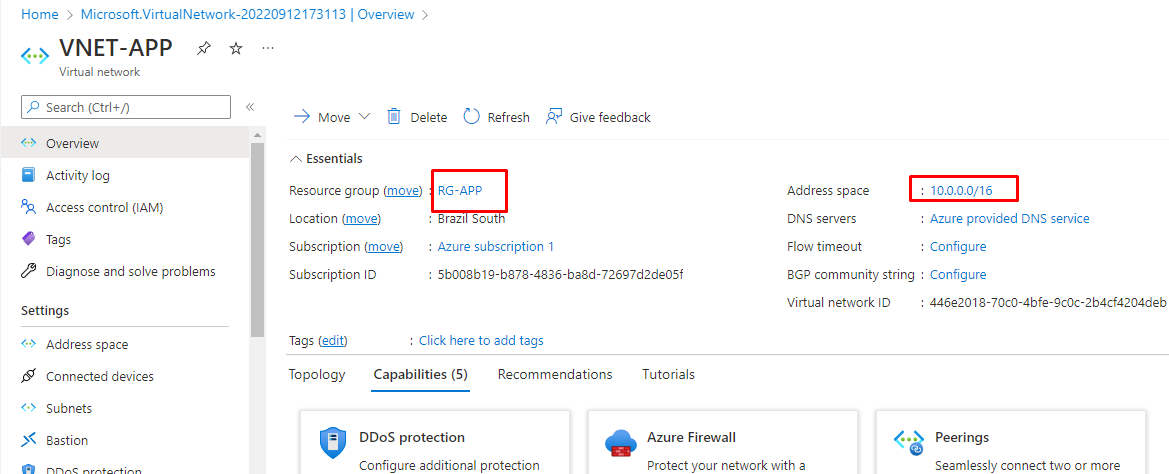 Home > Microsoft.VirtualNetwork-20220912173113 | Overview >
VNET-APP
Virtual network
Search (Ctrl+/)
Overview
Activity log
Access control (IAM)
Tags
Diagnose and solve problems
Settings
Address space
Connected devices
Subnets
Bastion
DDoS protection
Move
Delete
Refresh
Give feedback
Essentials
Resource group (move) : RG-APP
Location (move) : Brazil South
Subscription (move) : Azure subscription 1
Subscription ID : 5b008b19-b878-4836-ba8d-72697d2de05f
Address space : 10.0.0.0/16
DNS servers : Azure provided DNS service
Flow timeout : Configure
BGP community string : Configure
Virtual network ID : 446e2018-70c0-4bfe-9c0c-2b4cf4204deb
Tags (edit) : Click here to add tags
Topology Capabilities (5) Recommendations Tutorials
DDoS protection
Configure additional protection
Azure Firewall
Protect your network with a
Peerings
Seamlessly connect two or more